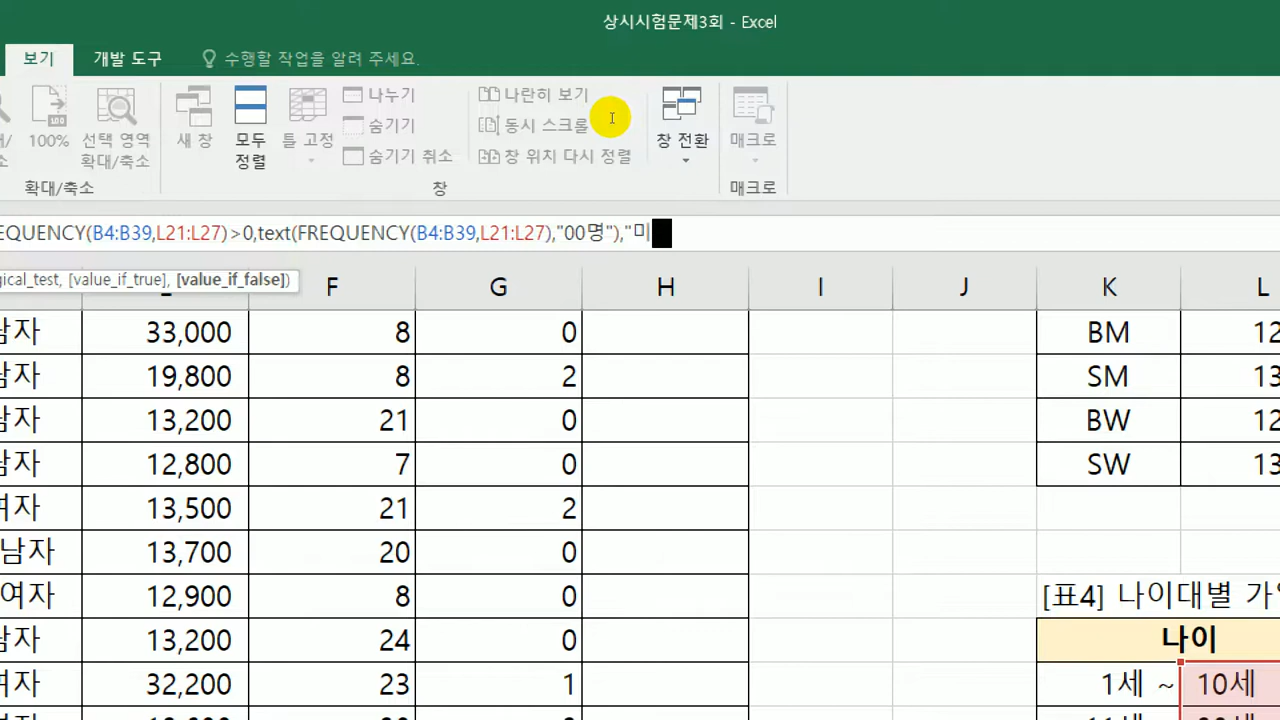 상시시험문제3회 - Excel
보기 개발 도구 수행할 작업을 알려 주세요.
100% 선택 영역 확대/축소 새 창 모두 정렬 틀 고정 나누기 숨기기 숨기기 취소 나란히 보기 동시 스크롤 창 위치 다시 정렬 창 전환 매크로
확대/축소 창 매크로
EQUENCY(B4:B39,L21:L27)>0,text(FREQUENCY(B4:B39,L21:L27),"00명"),"미
gical_test, [value_if_true], [value_if_false])
F G H I J K L
남자 33,000 8 0 BM 12
남자 19,800 8 2 SM 13
남자 13,200 21 0 BW 12
남자 12,800 7 0 SW 13
여자 13,500 21 2
남자 13,700 20 0
여자 12,900 8 0 [표4] 나이대별
남자 13,200 24 0 나이
여자 32,200 23 1 1세 ~ 10세